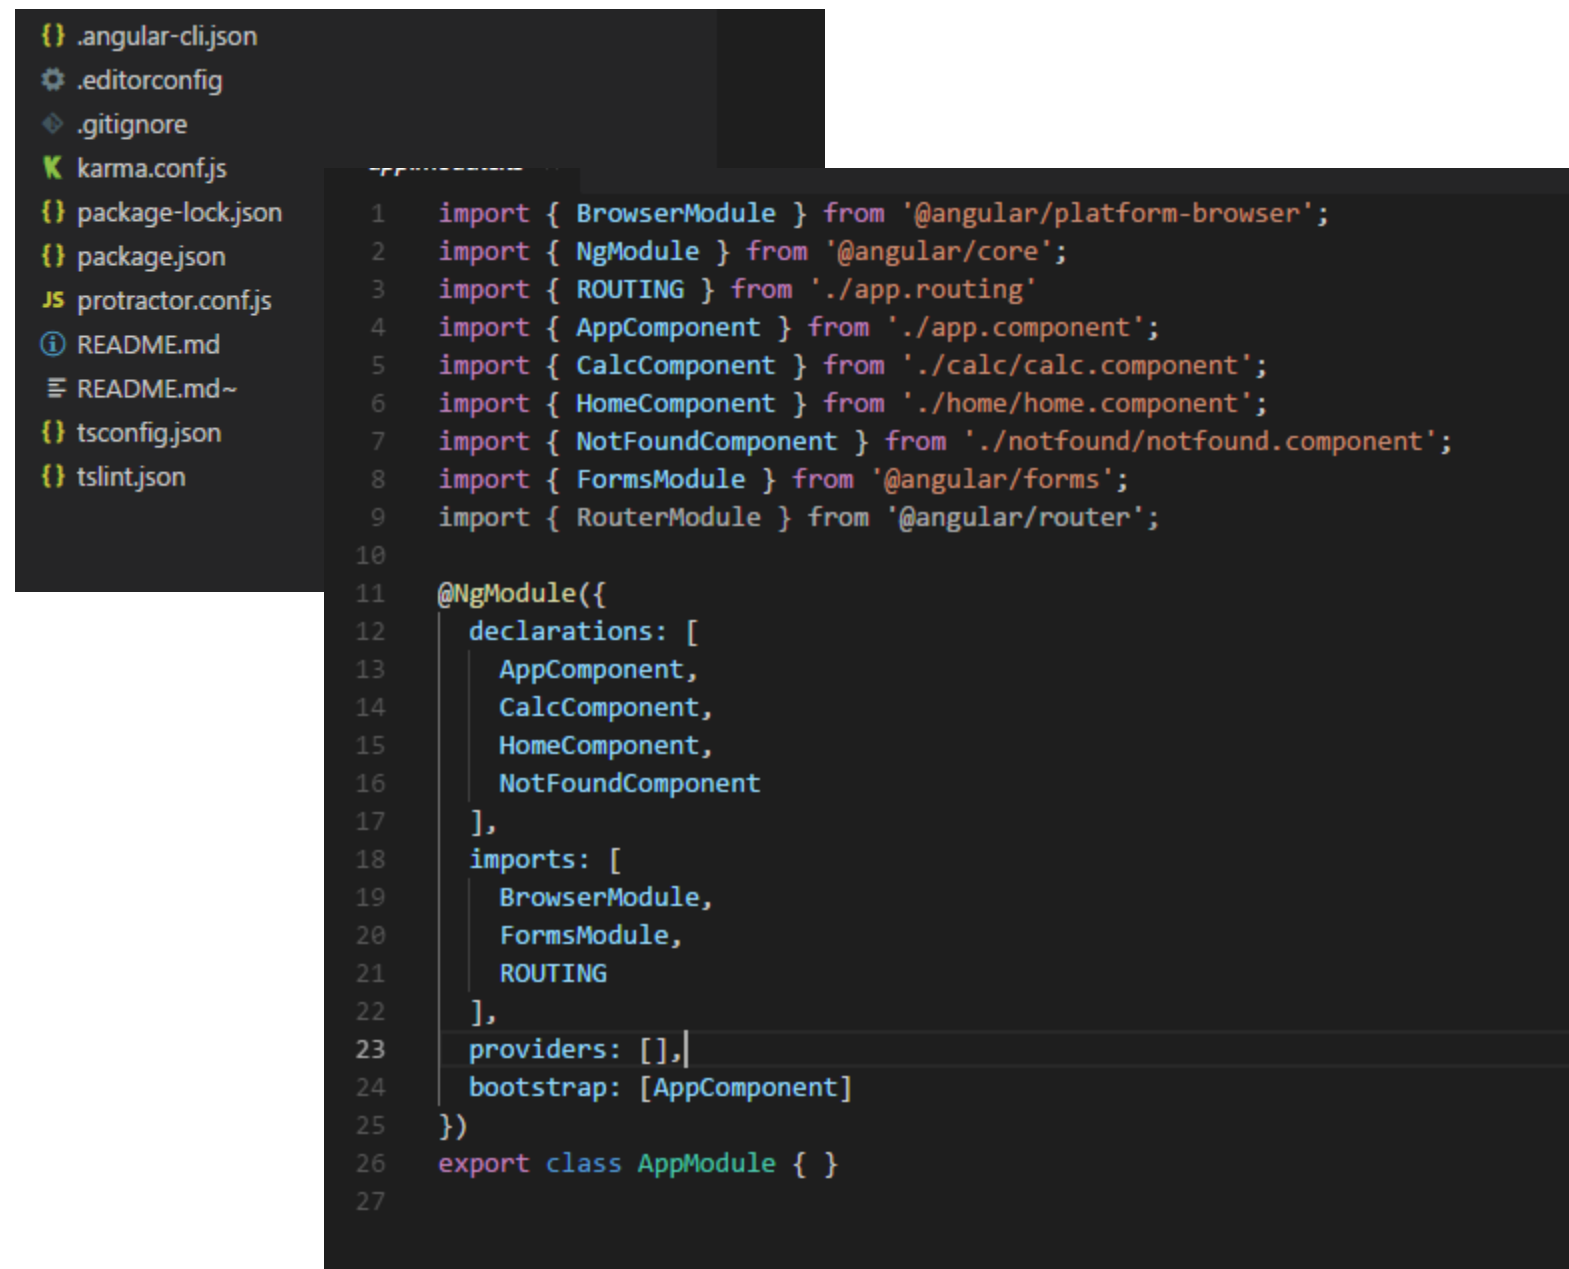 .angular-cli.json
.editorconfig
.gitignore
karma.conf.js
package-lock.json
package.json
JS protractor.conf.js
README.md
README.md~
tsconfig.json
tslint.json
1 import { BrowserModule } from '@angular/platform-browser';
2 import { NgModule } from '@angular/core';
3 import { ROUTING } from './app.routing'
4 import { AppComponent } from './app.component';
5 import { CalcComponent } from './calc/calc.component';
6 import { HomeComponent } from './home/home.component';
7 import { NotFoundComponent } from './notfound/notfound.component';
8 import { FormsModule } from '@angular/forms';
9 import { RouterModule } from '@angular/router';
10
11 @NgModule({
12 declarations: [
13 AppComponent,
14 CalcComponent,
15 HomeComponent,
16 NotFoundComponent
17 ],
18 imports: [
19 BrowserModule,
20 FormsModule,
21 ROUTING
22 ],
23 providers: [],
24 bootstrap: [AppComponent]
25 })
26 export class AppModule { }
27